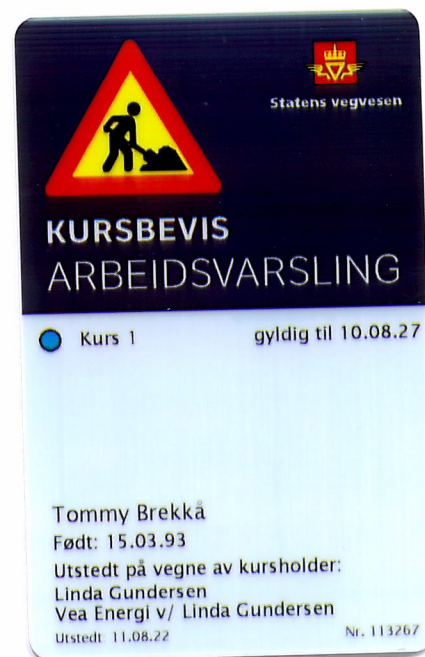 Statens vegvesen
KURSBEVIS
ARBEIDSVARSLING
Kurs 1 gyldig til 10.08.27
Tommy Brekkå
Født: 15.03.93
Utstedt på vegne av kursholder:
Linda Gundersen
Vea Energi v/ Linda Gundersen
Utstedt: 11.08.22 Nr. 113267